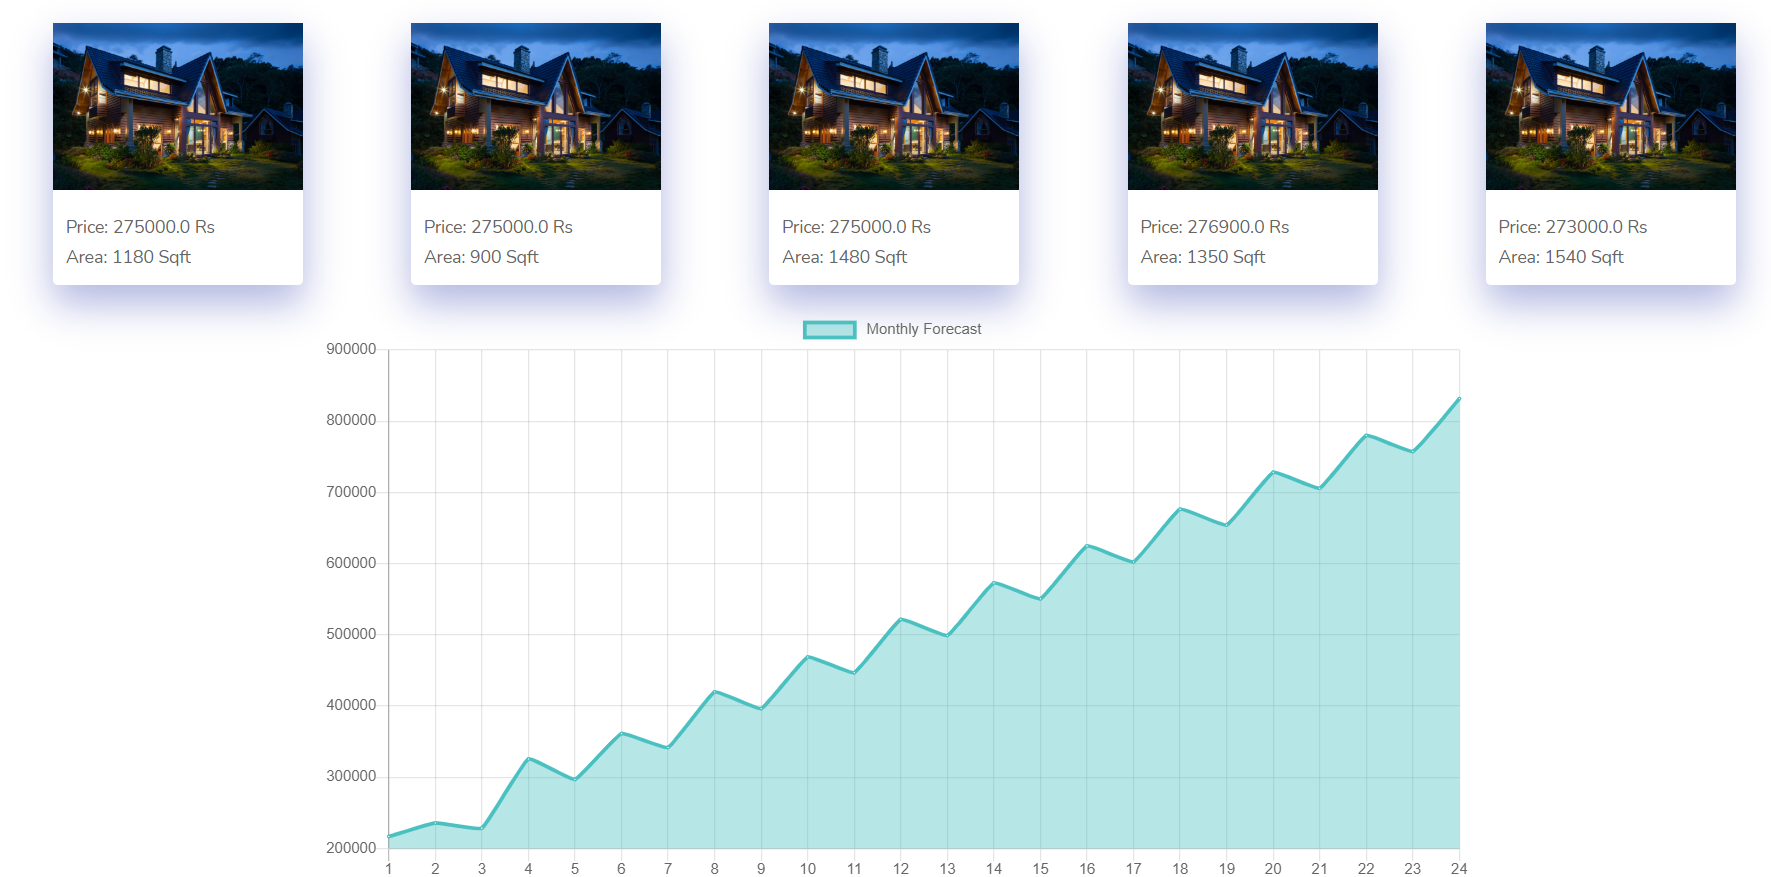 Price: 275000.0 Rs
Area: 1180 Sqft
Price: 275000.0 Rs
Area: 900 Sqft
Price: 275000.0 Rs
Area: 1480 Sqft
Price: 276900.0 Rs
Area: 1350 Sqft
Price: 273000.0 Rs
Area: 1540 Sqft
Monthly Forecast
900000
800000
700000
600000
500000
400000
300000
200000
1 2 3 4 5 6 7 8 9 10 11 12 13 14 15 16 17 18 19 20 21 22 23 24